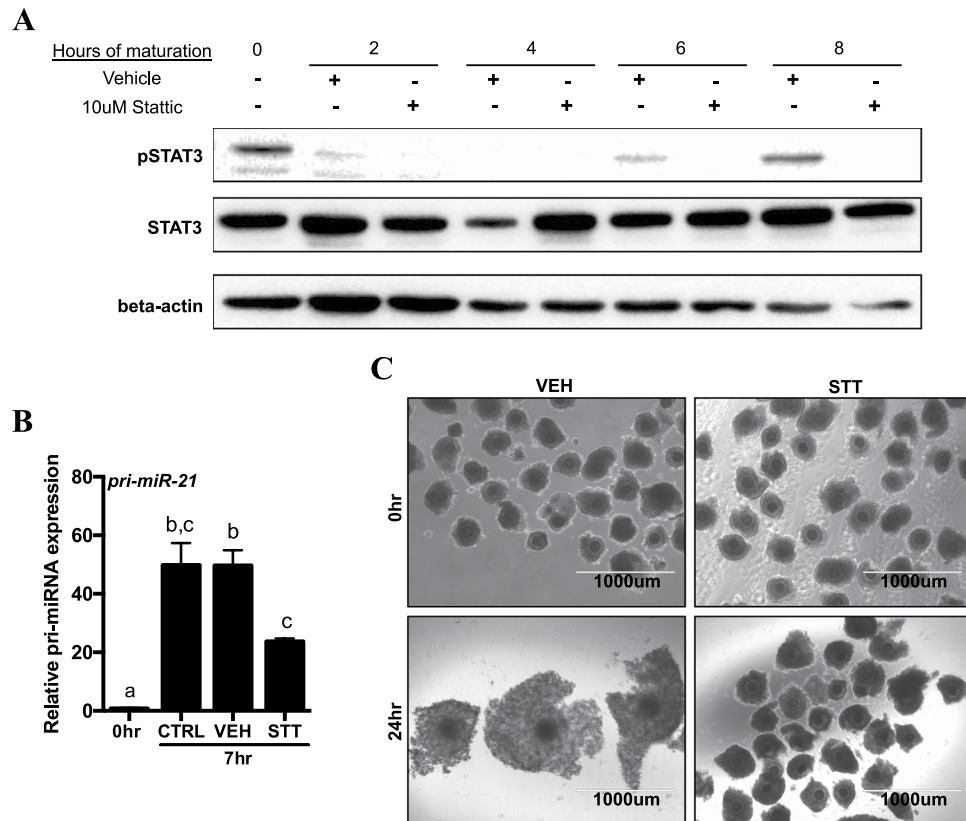 A
Hours of maturation 0 2 4 6 8
Vehicle - + - + - + - + -
10uM Stattic - - + - + - + - +
pSTAT3
STAT3
beta-actin
B
pri-miR-21
Relative pri-miRNA expression
80
60
40
20
0
a
b,c
b
c
0hr CTRL VEH STT
7hr
C
VEH STT
0hr
1000um 1000um
24hr
1000um 1000um